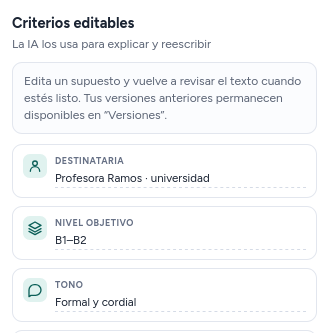 Criterios editables
La IA los usa para explicar y reescribir
Edita un supuesto y vuelve a revisar el texto cuando
estés listo. Tus versiones anteriores permanecen
disponibles en “Versiones”.
DESTINATARIA
Profesora Ramos · universidad
NIVEL OBJETIVO
B1–B2
TONO
Formal y cordial